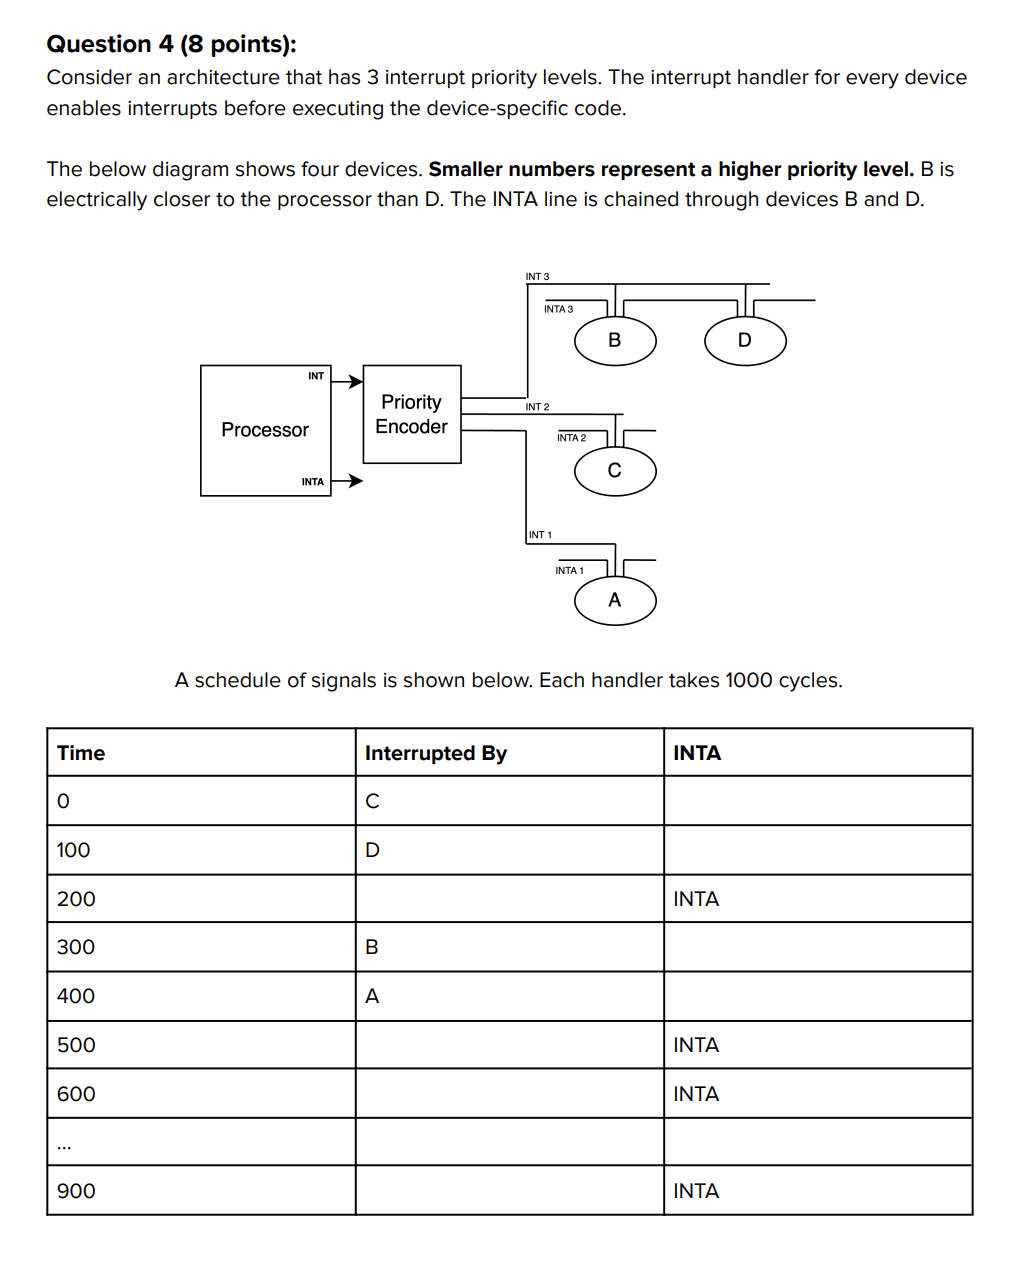 Question 4 (8 points):
Consider an architecture that has 3 interrupt priority levels. The interrupt handler for every device
enables interrupts before executing the device-specific code.
The below diagram shows four devices. Smaller numbers represent a higher priority level. B is
electrically closer to the processor than D. The INTA line is chained through devices B and D.
INT 3
INTA 3
B
D
INT
Processor
INTA
Priority
Encoder
INT 2
INTA 2
C
INT 1
INTA 1
A
A schedule of signals is shown below. Each handler takes 1000 cycles.
Time Interrupted By INTA
0 C
100 D
200 INTA
300 B
400 A
500 INTA
600 INTA
...
900 INTA